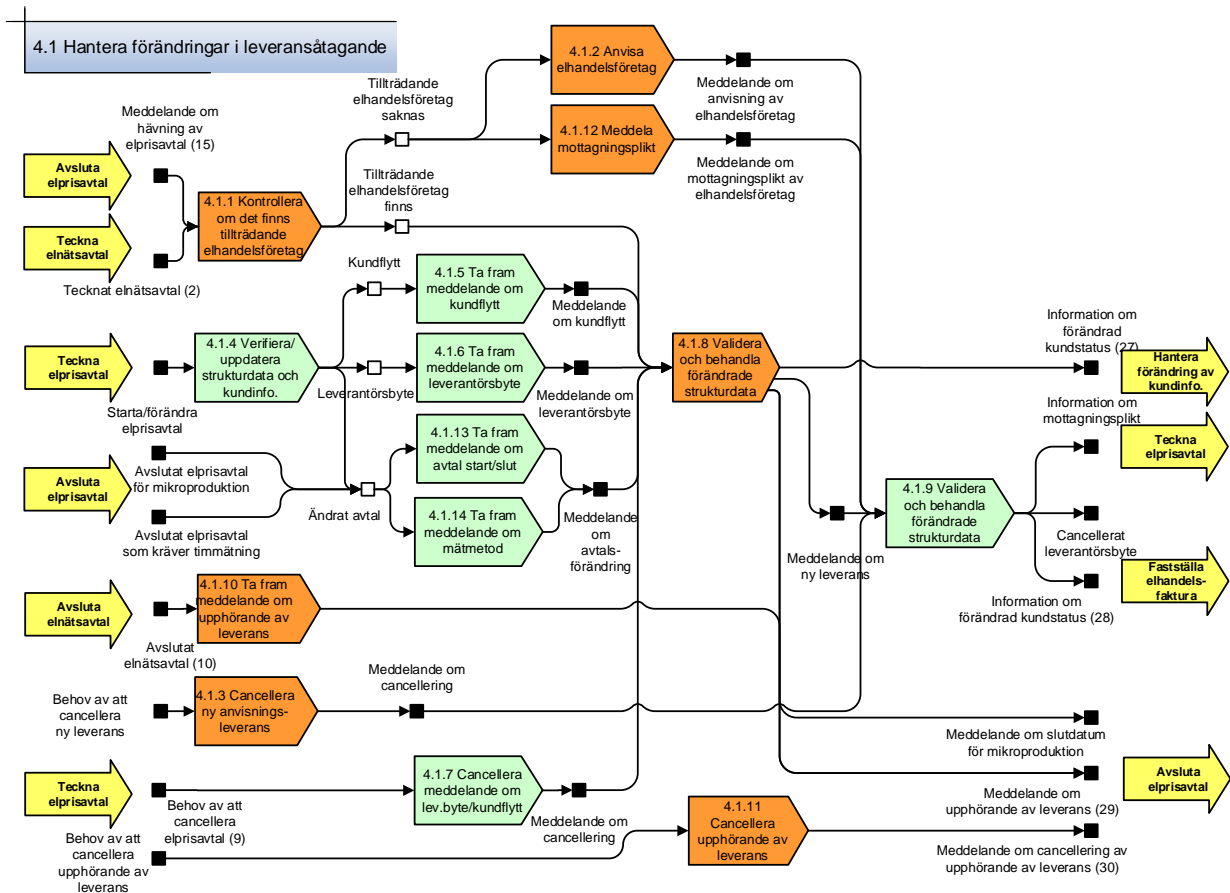 4.1 Hantera förändringar i leveransåtagande
4.1.2 Anvisa
elhandelsföretag
Meddelande om
anvisning av
elhandelsföretag
Tillträdande
elhandelsföretag
saknas
4.1.12 Meddela
mottagningsplikt
Meddelande om
mottagningsplikt av
elhandelsföretag
Meddelande om
hävning av
elprisavtal (15)
Avsluta
elprisavtal
Teckna
elnätsavtal
Tecknat elnätsavtal (2)
4.1.1 Kontrollera
om det finns
tillträdande
elhandelsföretag
Tillträdande
elhandelsföretag
finns
Kundflytt
4.1.5 Ta fram
meddelande om
kundflytt
Meddelande
om kundflytt
Teckna
elprisavtal
Starta/förändra
elprisavtal
4.1.4 Verifiera/
uppdatera
strukturdata och
kundinfo.
Leverantörsbyte
4.1.6 Ta fram
meddelande om
leverantörsbyte
Meddelande om
leverantörsbyte
4.1.8 Validera
och behandla
förändrade
strukturdata
Information om
förändrad
kundstatus (27)
Hantera
förändring av
kundinfo.
Information om
mottagningsplikt
Teckna
elprisavtal
Avsluta
elprisavtal
Avslutat elprisavtal
för mikroproduktion
Avslutat elprisavtal
som kräver timmätning
Ändrat avtal
4.1.13 Ta fram
meddelande om
avtal start/slut
4.1.14 Ta fram
meddelande om
mätmetod
Meddelande
om
avtals-
förändring
Meddelande om
ny leverans
4.1.9 Validera
och behandla
förändrade
strukturdata
Cancellerat
leverantörsbyte
Information om
förändrad kundstatus (28)
Fastställa
elhandels-
faktura
Avsluta
elnätsavtal
Avslutat
elnätsavtal (10)
4.1.10 Ta fram
meddelande om
upphörande av
leverans
Behov av att
cancellera
ny leverans
4.1.3 Cancellera
ny anvisnings-
leverans
Meddelande om
cancellering
Meddelande om slutdatum
för mikroproduktion
Teckna
elprisavtal
Behov av att
cancellera
elprisavtal (9)
4.1.7 Cancellera
meddelande om
lev.byte/kundflytt
Meddelande om
cancellering
Meddelande om
upphörande av leverans (29)
Avsluta
elprisavtal
Behov av att
cancellera
upphörande av
leverans
4.1.11
Cancellera
upphörande av
leverans
Meddelande om cancellering av
upphörande av leverans (30)